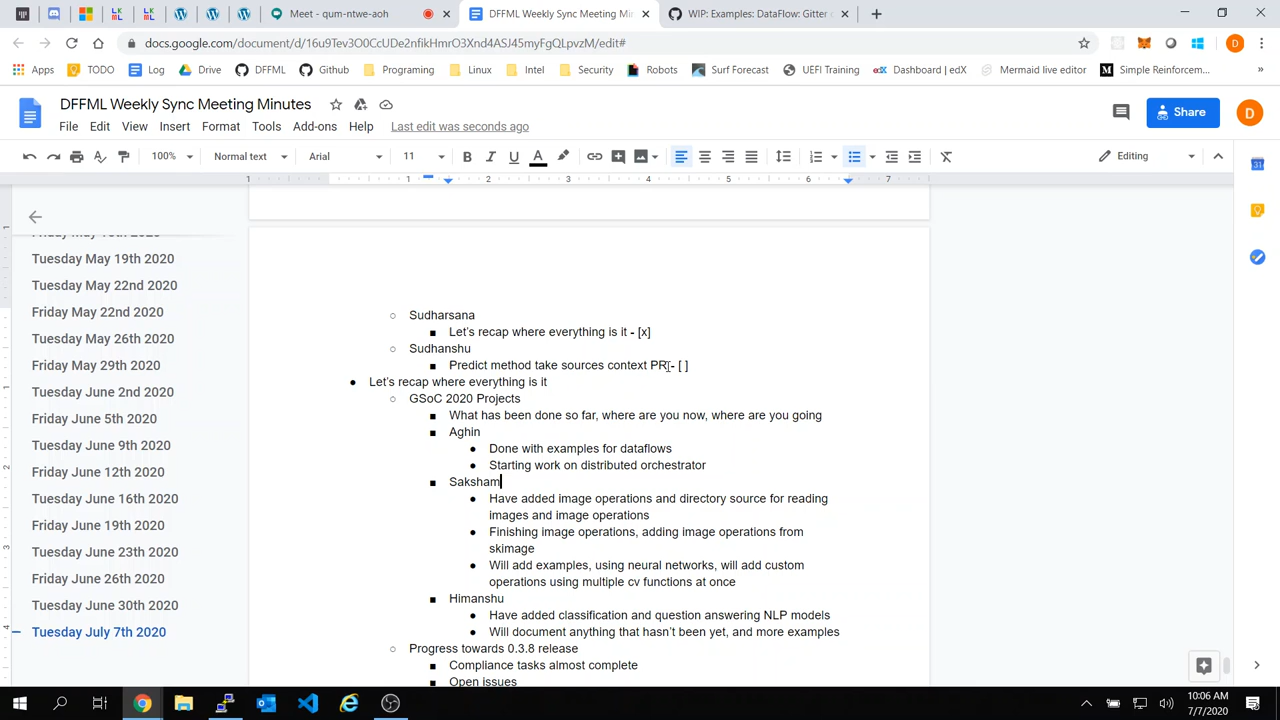 Meet - qum-ntwe-aoh
DFFML Weekly Sync Meeting Min
WIP: Examples: DataFlow: Gitter c
docs.google.com/document/d/16u9Tev3O0CcUDe2nfikHmrO3Xnd4ASJ45myFgQLpvzM/edit#
Apps TODO Log Drive DFFML Github Programing Linux Intel Security Robots Surf Forecast UEFI Training Dashboard | edX Mermaid live editor Simple Reinforcem...
DFFML Weekly Sync Meeting Minutes
Share
D
File Edit View Insert Format Tools Add-ons Help Last edit was seconds ago
100% Normal text Arial 11 B I U A Editing
1 1 2 3 4 5 6 7
Tuesday May 19th 2020
Tuesday May 22nd 2020
Friday May 22nd 2020
Tuesday May 26th 2020
Friday May 29th 2020
Tuesday June 2nd 2020
Friday June 5th 2020
Tuesday June 9th 2020
Friday June 12th 2020
Tuesday June 16th 2020
Friday June 19th 2020
Tuesday June 23th 2020
Friday June 26th 2020
Tuesday June 30th 2020
Tuesday July 7th 2020
Sudharsana
Let's recap where everything is it - [x]
Sudhanshu
Predict method take sources context PR - [ ]
Let's recap where everything is it
GSoC 2020 Projects
What has been done so far, where are you now, where are you going
Aghin
Done with examples for dataflows
Starting work on distributed orchestrator
Saksham
Have added image operations and directory source for reading
images and image operations
Finishing image operations, adding image operations from
skimage
Will add examples, using neural networks, will add custom
operations using multiple cv functions at once
Himanshu
Have added classification and question answering NLP models
Will document anything that hasn't been yet, and more examples
Progress towards 0.3.8 release
Compliance tasks almost complete
Open issues
10:06 AM
7/7/2020